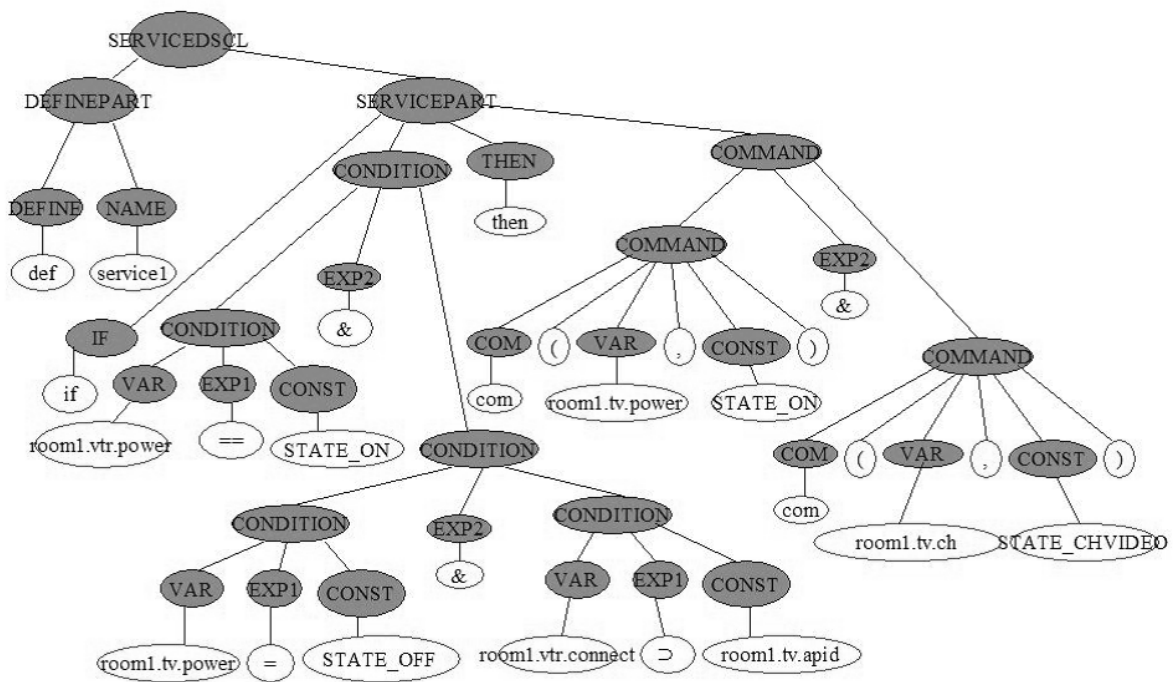 SERVICEDSCL
DEFINEPART
SERVICEPART
CONDITION
THEN
COMMAND
DEFINE
NAME
then
def
service1
COMMAND
EXP2
EXP2
&
&
IF
CONDITION
COM
(
VAR
,
CONST
)
COMMAND
if
VAR
EXP1
CONST
com
room1.tv.power
STATE_ON
room1.vtr.power
==
STATE_ON
CONDITION
COM
(
VAR
,
CONST
)
com
CONDITION
EXP2
CONDITION
room1.tv.ch
STATE_CHVIDEO
&
VAR
EXP1
CONST
VAR
EXP1
CONST
room1.tv.power
=
STATE_OFF
room1.vtr.connect
⊃
room1.tv.apid